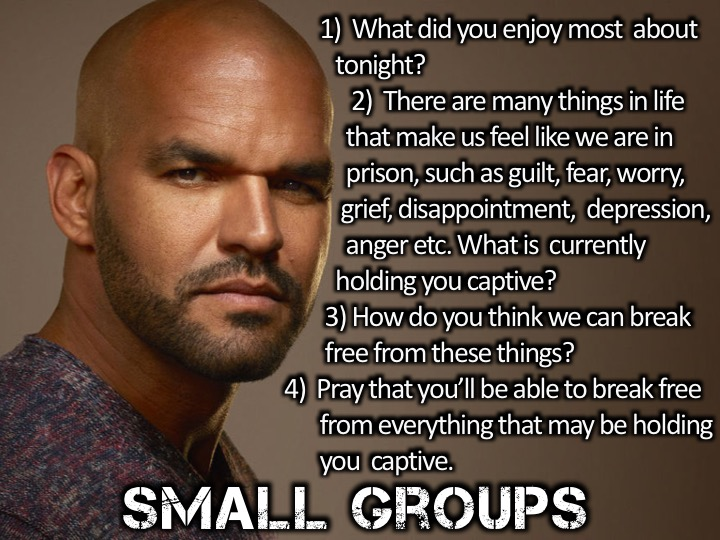 1) What did you enjoy most about
tonight?
2) There are many things in life
that make us feel like we are in
prison, such as guilt, fear, worry,
grief, disappointment, depression,
anger etc. What is currently
holding you captive?
3) How do you think we can break
free from these things?
4) Pray that you’ll be able to break free
from everything that may be holding
you captive.
SMALL GROUPS